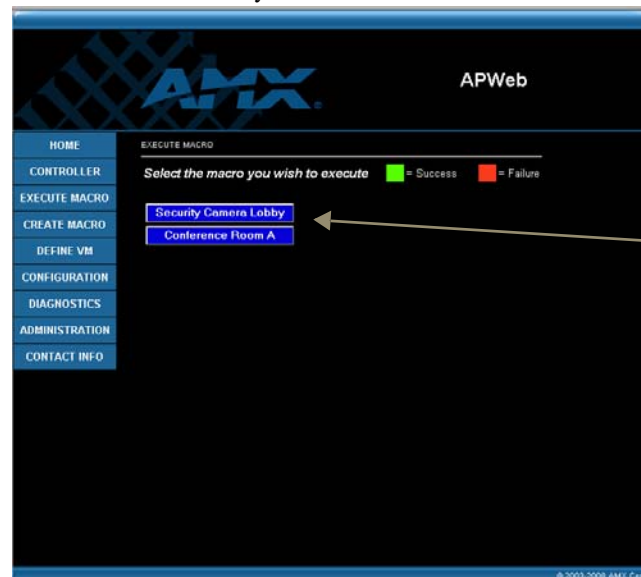 AMX
APWeb
HOME
CONTROLLER
EXECUTE MACRO
CREATE MACRO
DEFINE VM
CONFIGURATION
DIAGNOSTICS
ADMINISTRATION
CONTACT INFO
EXECUTE MACRO
Select the macro you wish to execute = Success = Failure
Security Camera Lobby
Conference Room A